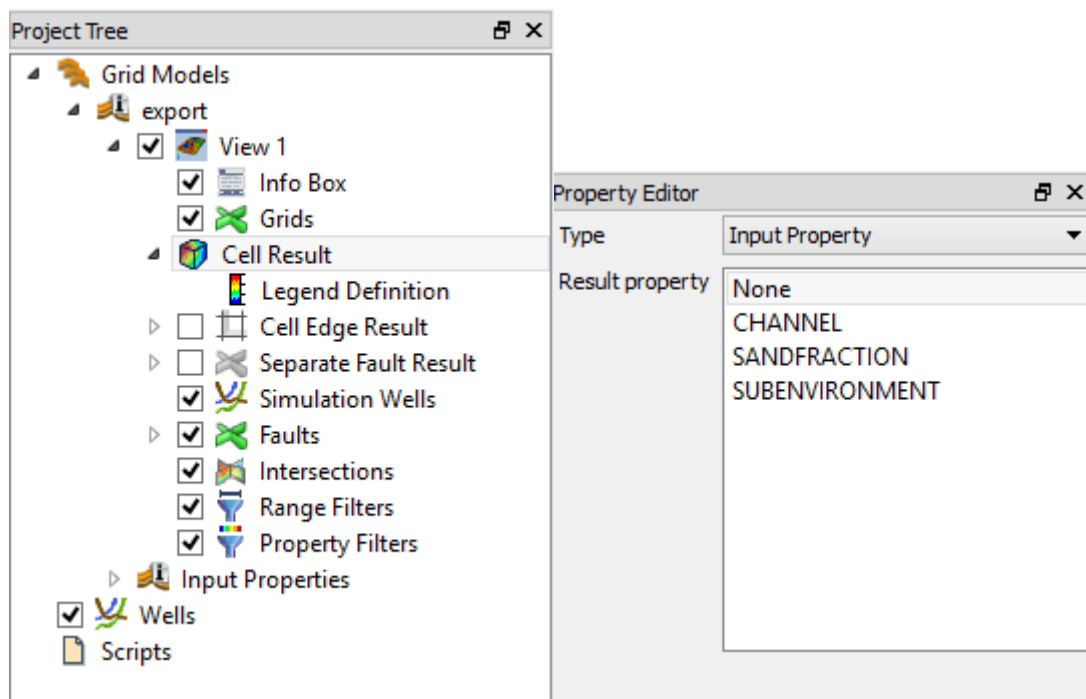 Project Tree
Grid Models
export
View 1
Info Box
Grids
Cell Result
Legend Definition
Cell Edge Result
Separate Fault Result
Simulation Wells
Faults
Intersections
Range Filters
Property Filters
Input Properties
Wells
Scripts
Property Editor
Type Input Property
Result property None
CHANNEL
SANDFRACTION
SUBENVIRONMENT